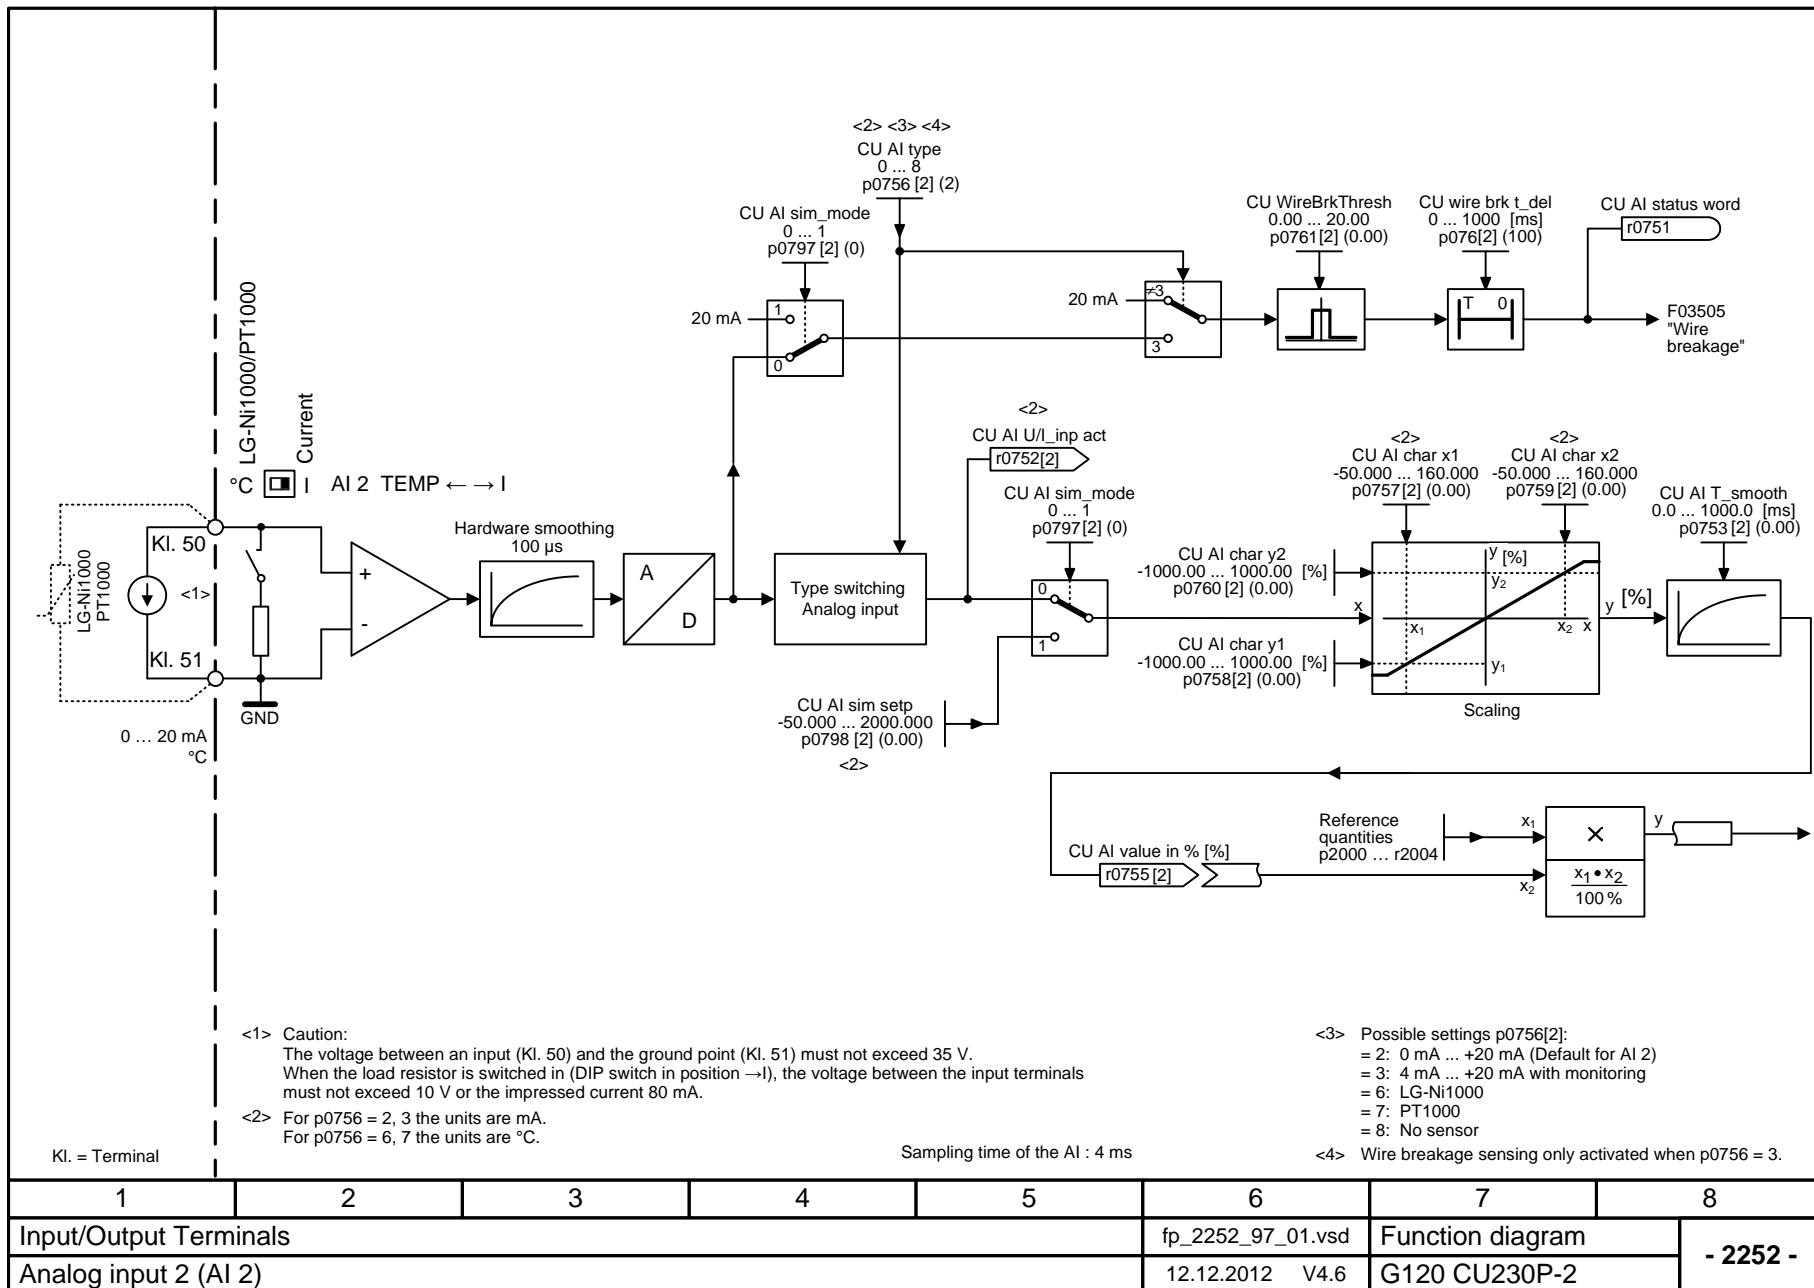 <2> <3> <4>
CU AI type
0 ... 8
p0756 [2] (2)
CU AI sim_mode
0 ... 1
p0797 [2] (0)
CU WireBrkThresh
0.00 ... 20.00
p0761[2] (0.00)
CU wire brk t_del
0 ... 1000 [ms]
p076[2] (100)
CU AI status word
r0751
20 mA
1
0
20 mA
≠3
3
T 0
F03505
"Wire
breakage"
LG-Ni1000/PT1000
Current
°C I AI 2 TEMP ← → I
<2>
CU AI U/I_inp act
r0752[2]
CU AI sim_mode
0 ... 1
p0797[2] (0)
<2>
CU AI char x1
-50.000 ... 160.000
p0757[2] (0.00)
<2>
CU AI char x2
-50.000 ... 160.000
p0759[2] (0.00)
CU AI T_smooth
0.0 ... 1000.0 [ms]
p0753 [2] (0.00)
Kl. 50
LG-Ni1000
PT1000
<1>
Kl. 51
+
-
GND
0 … 20 mA
°C
Hardware smoothing
100 µs
A
D
Type switching
Analog input
0
1
CU AI char y2
-1000.00 ... 1000.00 [%]
p0760 [2] (0.00)
x
CU AI char y1
-1000.00 ... 1000.00 [%]
p0758[2] (0.00)
y [%]
y2
x1
x2 x
y1
Scaling
y [%]
CU AI sim setp
-50.000 ... 2000.000
p0798 [2] (0.00)
<2>
CU AI value in % [%]
r0755 [2]
Reference
quantities
p2000 … r2004
x1
x2
×
x1 • x2
100 %
y
<1> Caution:
The voltage between an input (Kl. 50) and the ground point (Kl. 51) must not exceed 35 V.
When the load resistor is switched in (DIP switch in position →I), the voltage between the input terminals
must not exceed 10 V or the impressed current 80 mA.
<2> For p0756 = 2, 3 the units are mA.
For p0756 = 6, 7 the units are °C.
Kl. = Terminal
Sampling time of the AI : 4 ms
<3> Possible settings p0756[2]:
= 2: 0 mA ... +20 mA (Default for AI 2)
= 3: 4 mA ... +20 mA with monitoring
= 6: LG-Ni1000
= 7: PT1000
= 8: No sensor
<4> Wire breakage sensing only activated when p0756 = 3.
1 2 3 4 5 6 7 8
Input/Output Terminals
fp_2252_97_01.vsd
Function diagram
- 2252 -
Analog input 2 (AI 2)
12.12.2012 V4.6
G120 CU230P-2